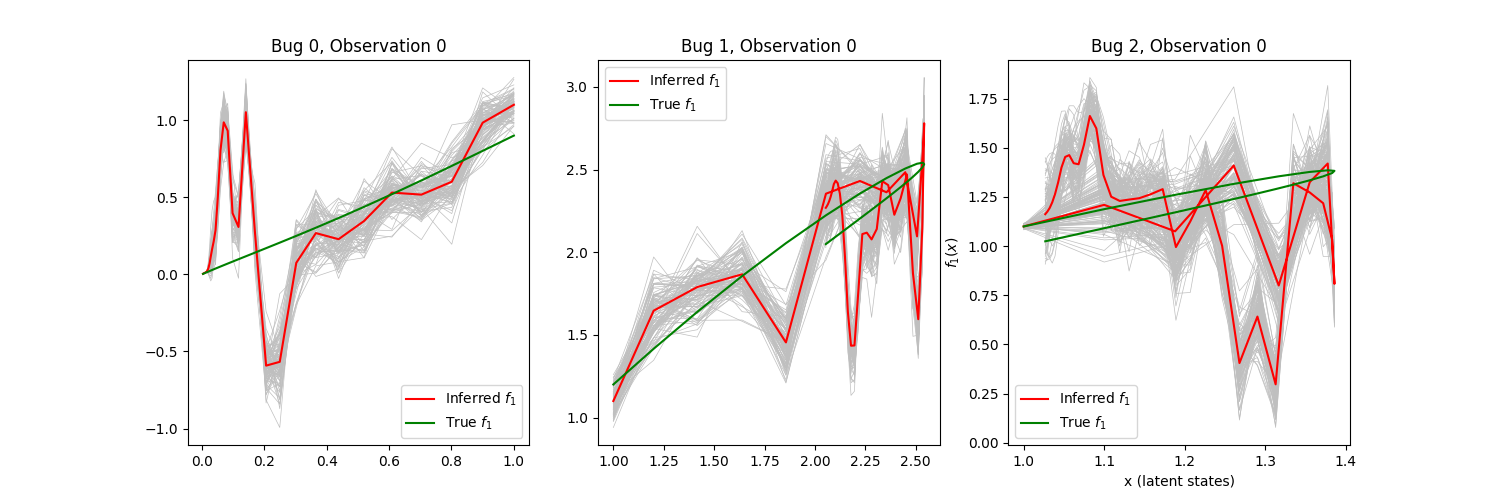 Bug 0, Observation 0
1.0
0.5
0.0
−0.5
−1.0
0.0 0.2 0.4 0.6 0.8 1.0
Inferred f₁
True f₁
Bug 1, Observation 0
3.0
2.5
2.0
1.5
1.0
1.00 1.25 1.50 1.75 2.00 2.25 2.50
Inferred f₁
True f₁
Bug 2, Observation 0
1.75
1.50
1.25
1.00
0.75
0.50
0.25
0.00
f₁(x)
1.0 1.1 1.2 1.3 1.4
x (latent states)
Inferred f₁
True f₁